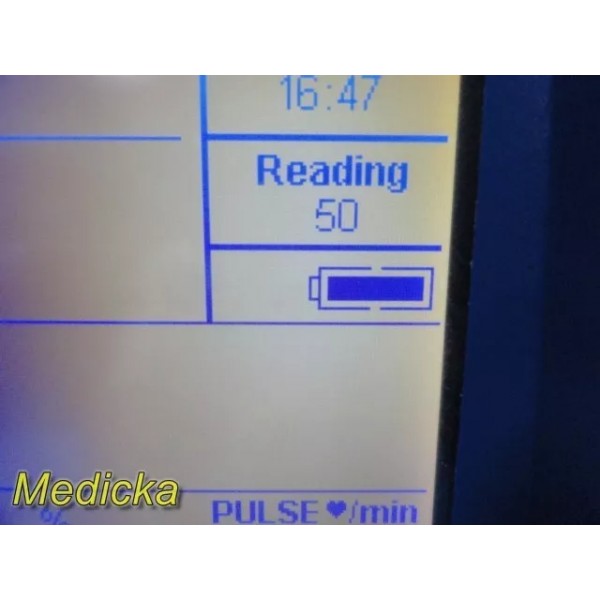 16:47
Reading
50
Medicka
PULSE ♥/min